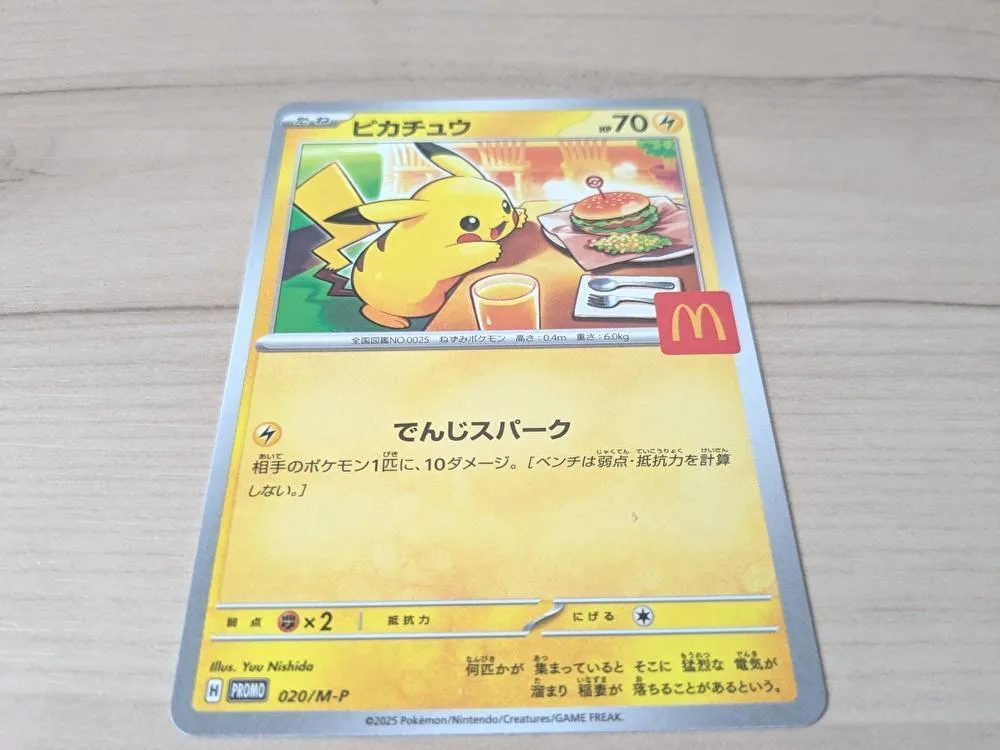 たね
ピカチュウ
HP70
全国図鑑NO.0025 ねずみポケモン 高さ:0.4m 重さ:6.0kg
でんじスパーク
相手のポケモン1匹に、10ダメージ。[ベンチは弱点・抵抗力を計算
しない。]
弱点 ×2 抵抗力 にげる
Illus. Yuu Nishida
何匹かが 集まっていると そこに 猛烈な 電気が
溜まり 稲妻が 落ちることがあるという。
H PROMO 020/M-P
©2025 Pokémon/Nintendo/Creatures/GAME FREAK.